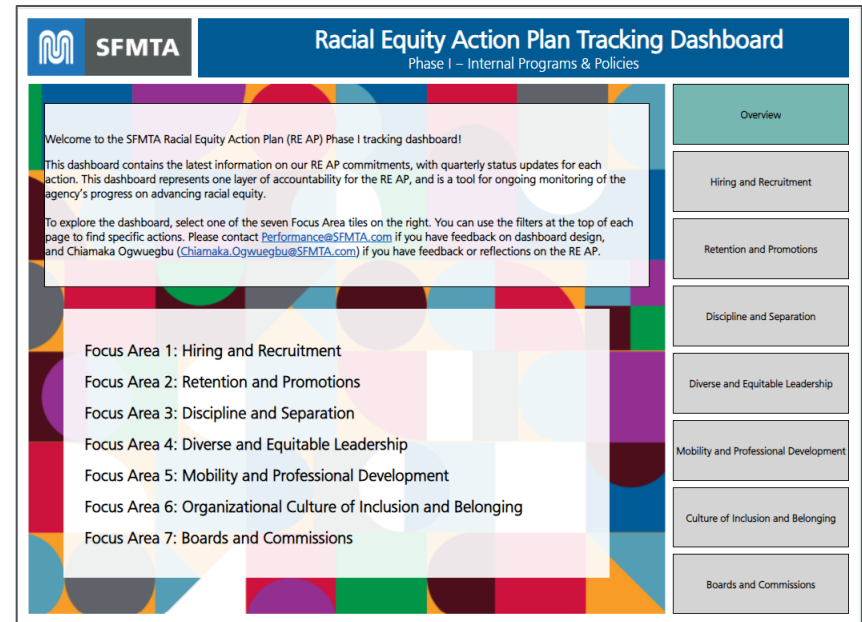 SFMTA
Racial Equity Action Plan Tracking Dashboard
Phase I – Internal Programs & Policies
Welcome to the SFMTA Racial Equity Action Plan (RE AP) Phase I tracking dashboard!
This dashboard contains the latest information on our RE AP commitments, with quarterly status updates for each
action. This dashboard represents one layer of accountability for the RE AP, and is a tool for ongoing monitoring of the
agency's progress on advancing racial equity.
To explore the dashboard, select one of the seven Focus Area tiles on the right. You can use the filters at the top of each
page to find specific actions. Please contact Performance@SFMTA.com if you have feedback on dashboard design,
and Chiamaka Ogwuegbu (Chiamaka.Ogwuegbu@SFMTA.com) if you have feedback or reflections on the RE AP.
Focus Area 1: Hiring and Recruitment
Focus Area 2: Retention and Promotions
Focus Area 3: Discipline and Separation
Focus Area 4: Diverse and Equitable Leadership
Focus Area 5: Mobility and Professional Development
Focus Area 6: Organizational Culture of Inclusion and Belonging
Focus Area 7: Boards and Commissions
Overview
Hiring and Recruitment
Retention and Promotions
Discipline and Separation
Diverse and Equitable Leadership
Mobility and Professional Development
Culture of Inclusion and Belonging
Boards and Commissions